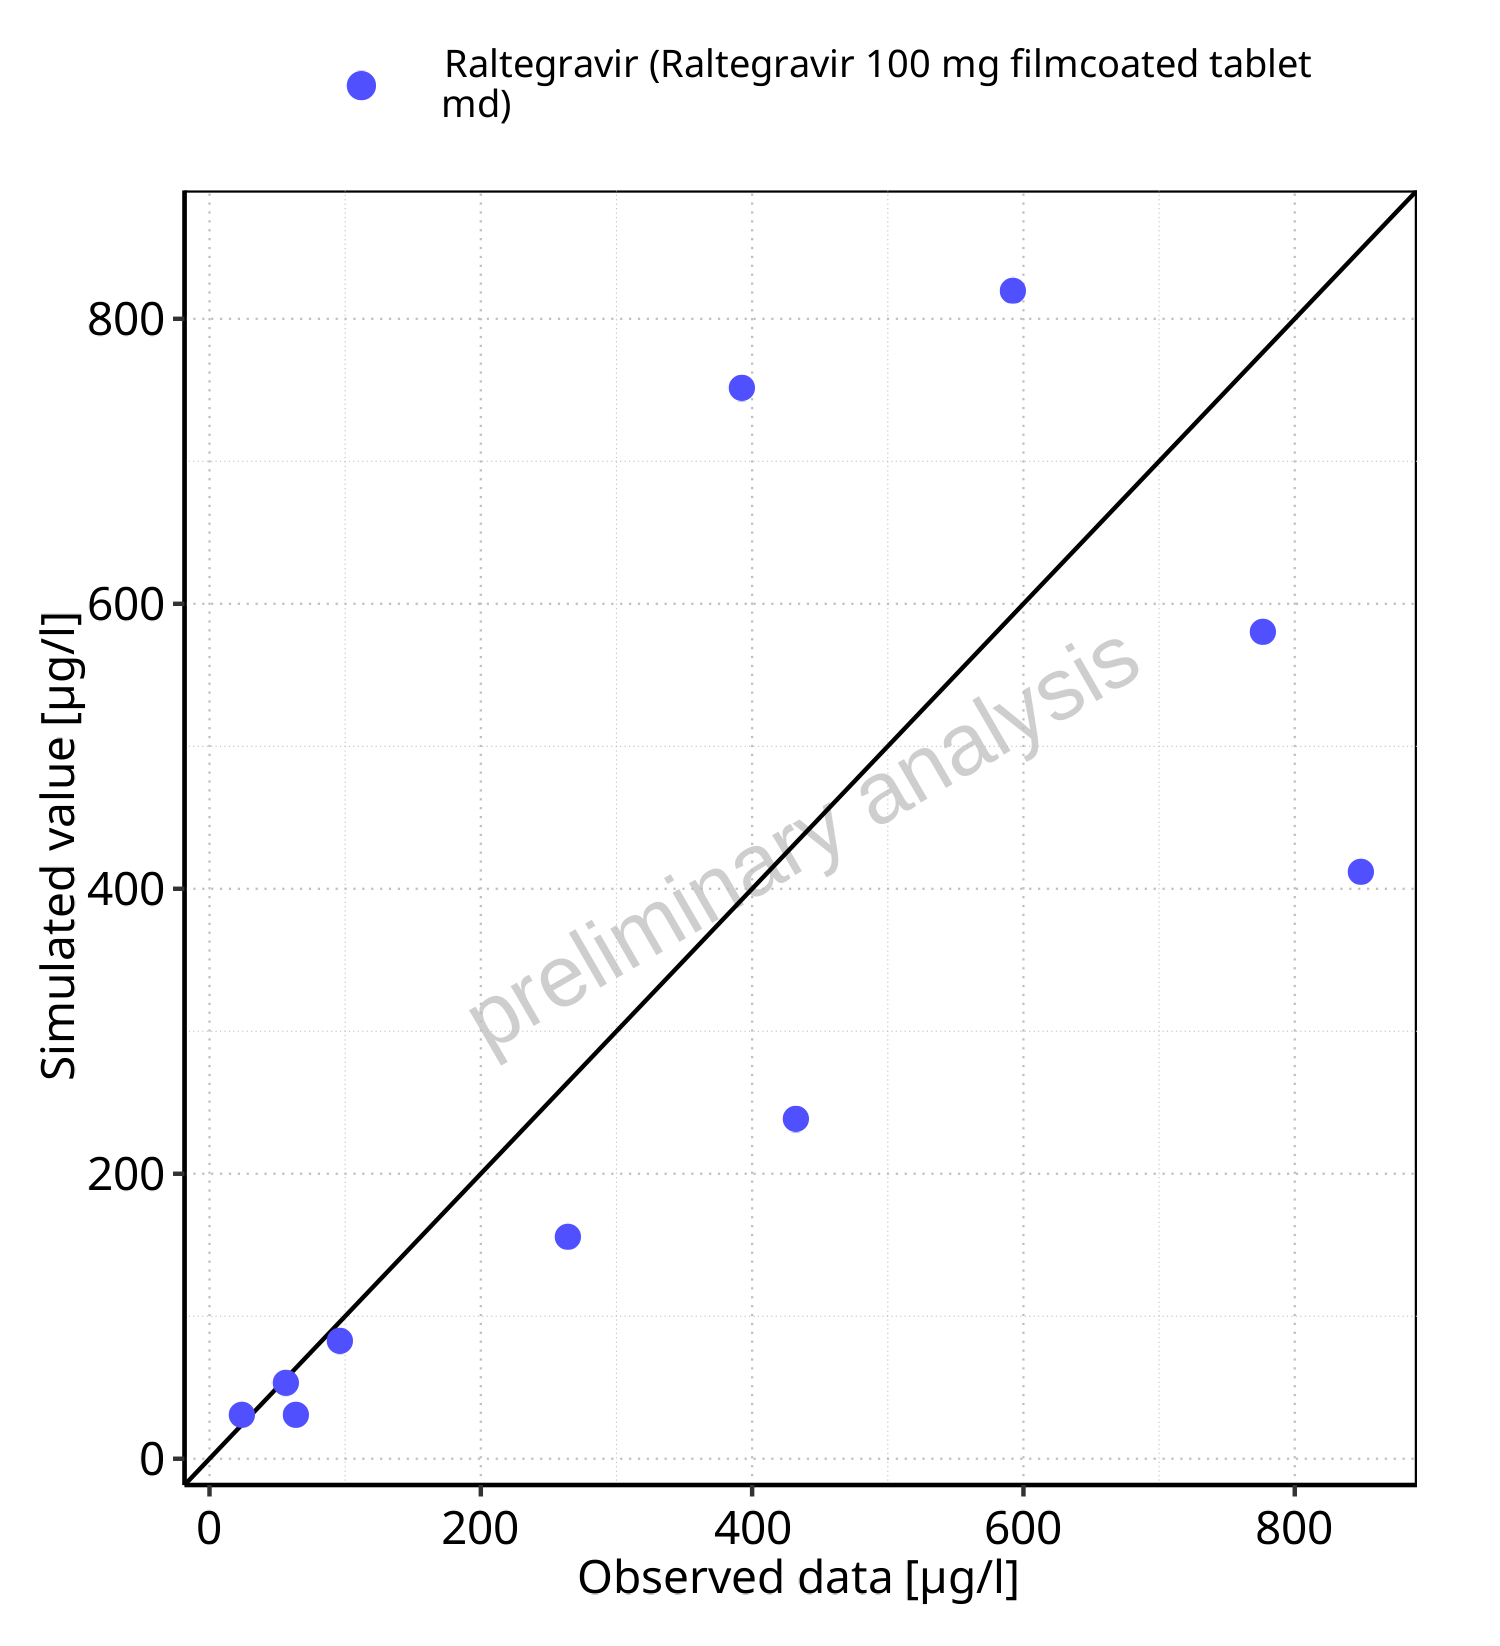 Raltegravir (Raltegravir 100 mg filmcoated tablet
md)
800
600
400
200
0
Simulated value [µg/l]
preliminary analysis
0 200 400 600 800
Observed data [µg/l]